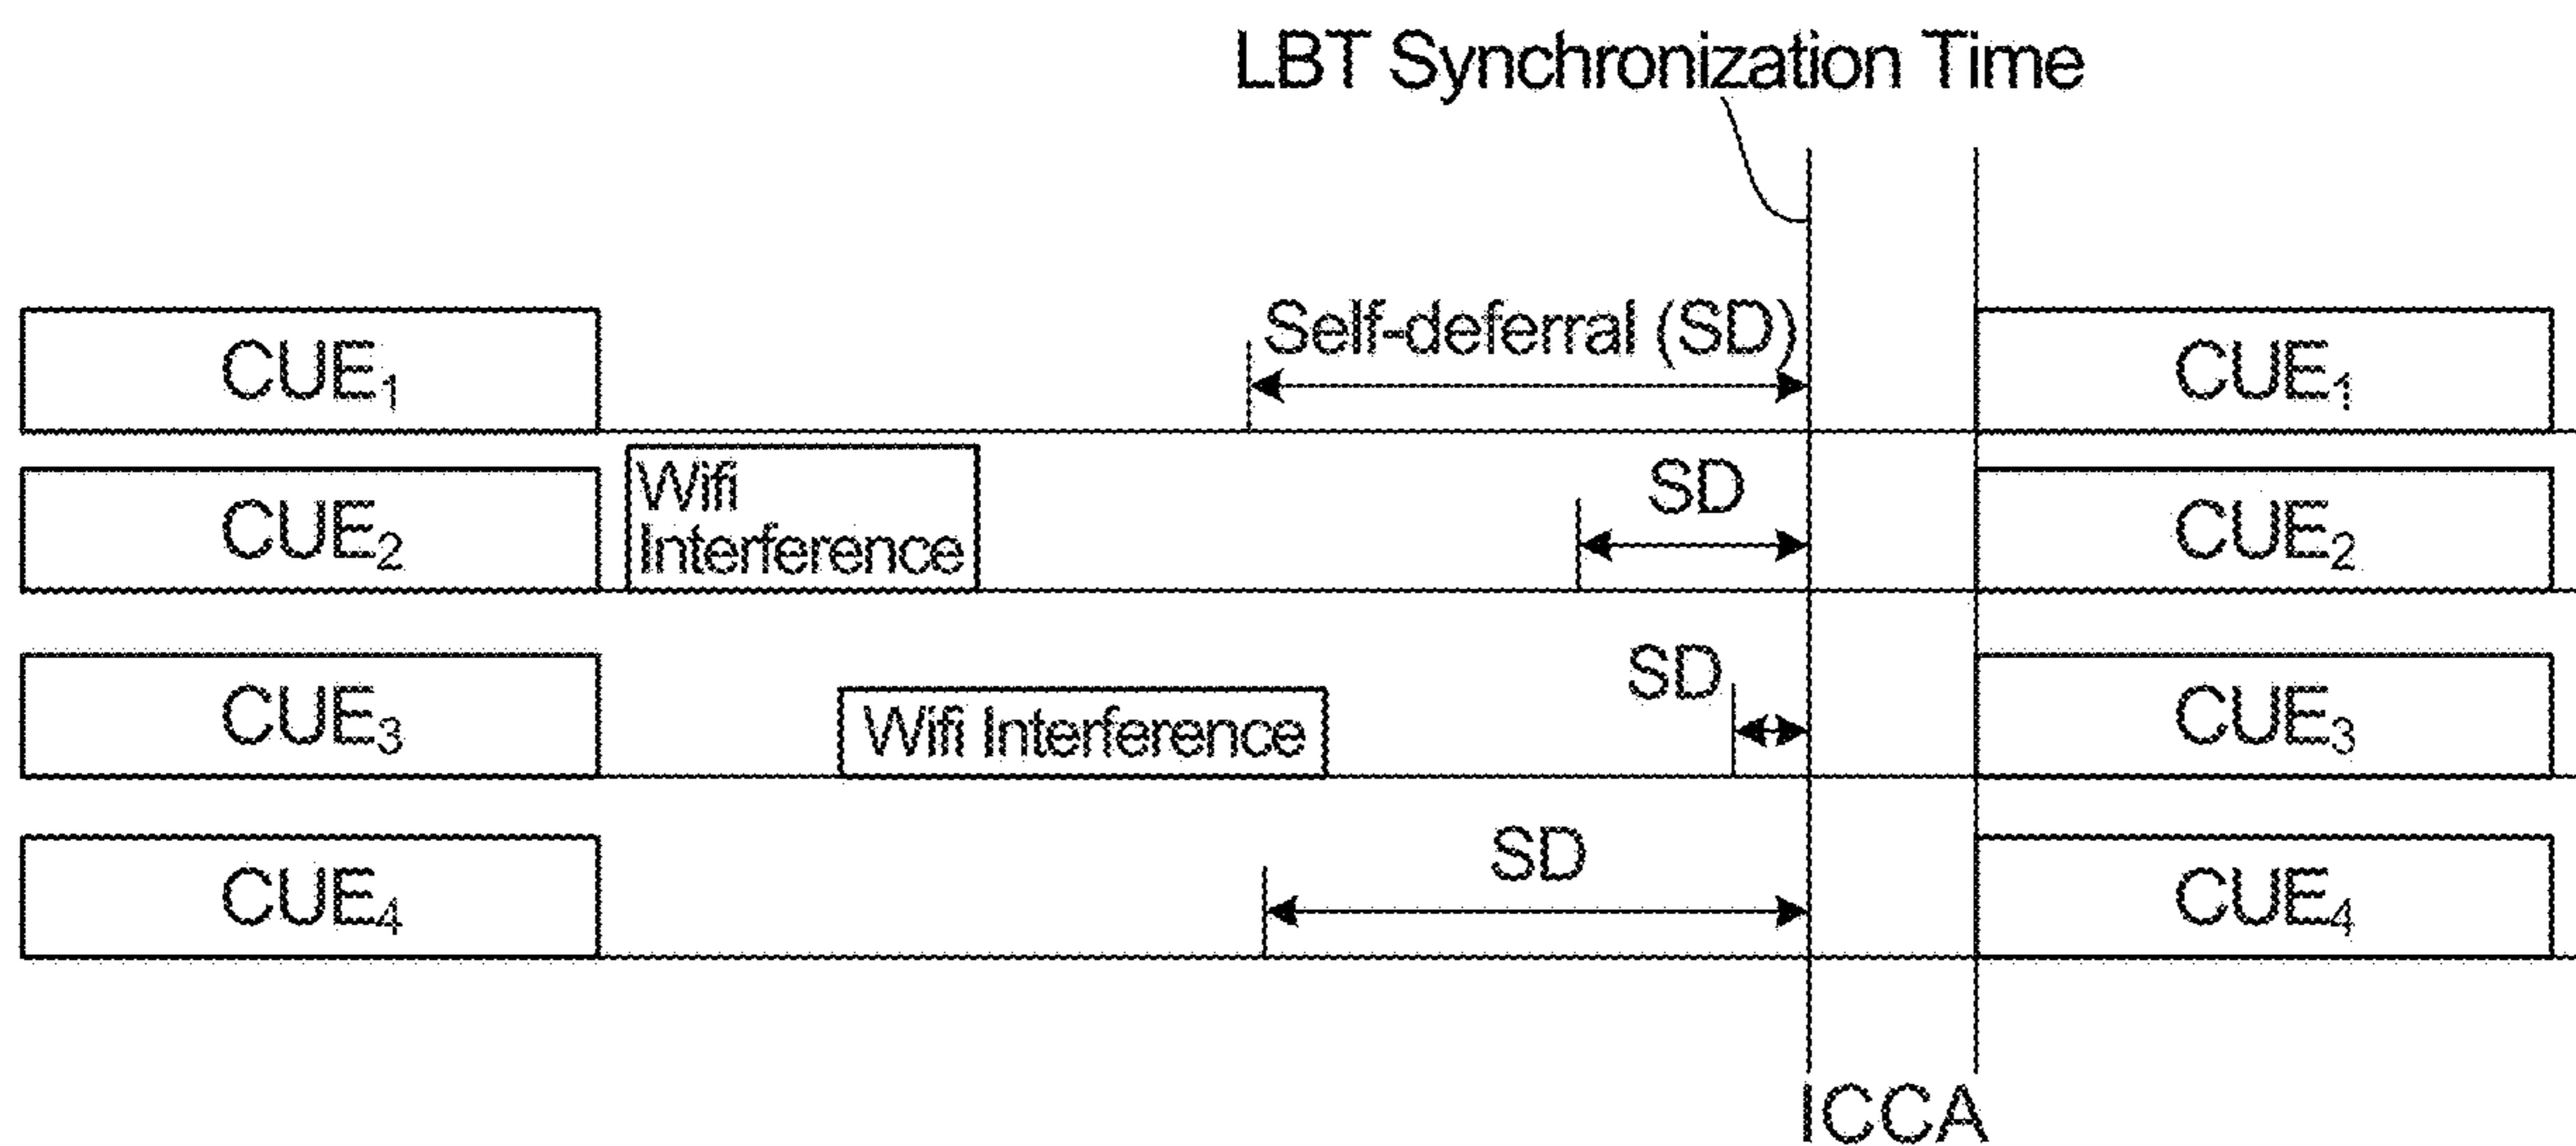 LBT Synchronization Time
CUE₁
Self-deferral (SD)
CUE₁
CUE₂
Wifi
Interference
SD
CUE₂
CUE₃
Wifi Interference
SD
CUE₃
CUE₄
SD
CUE₄
ICCA